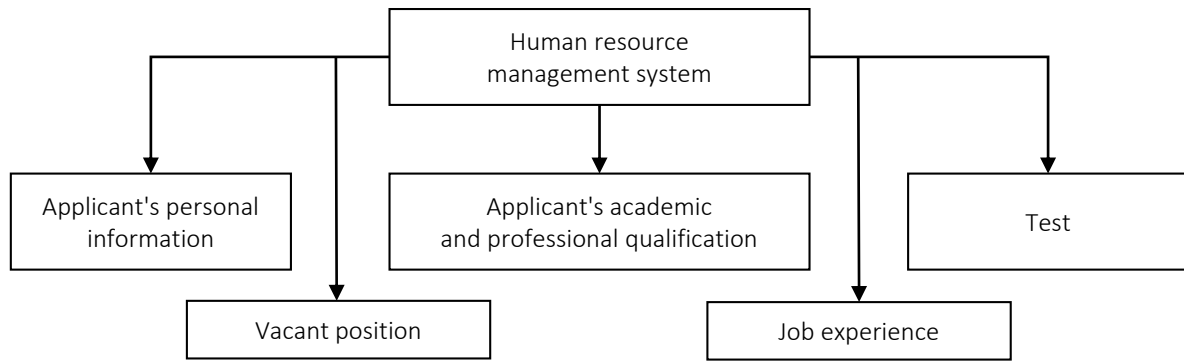 Human resource
management system
Applicant's personal
information
Applicant's academic
and professional qualification
Test
Vacant position
Job experience